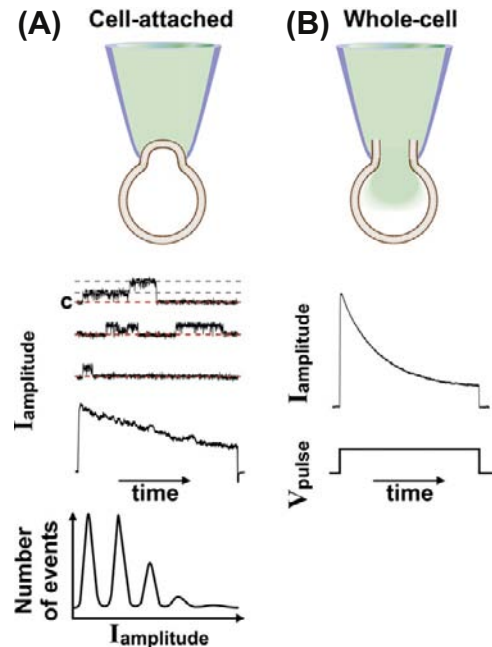 (A) Cell-attached
(B) Whole-cell
c
Iamplitude
time
Number
of events
Iamplitude
Iamplitude
Vpulse
time